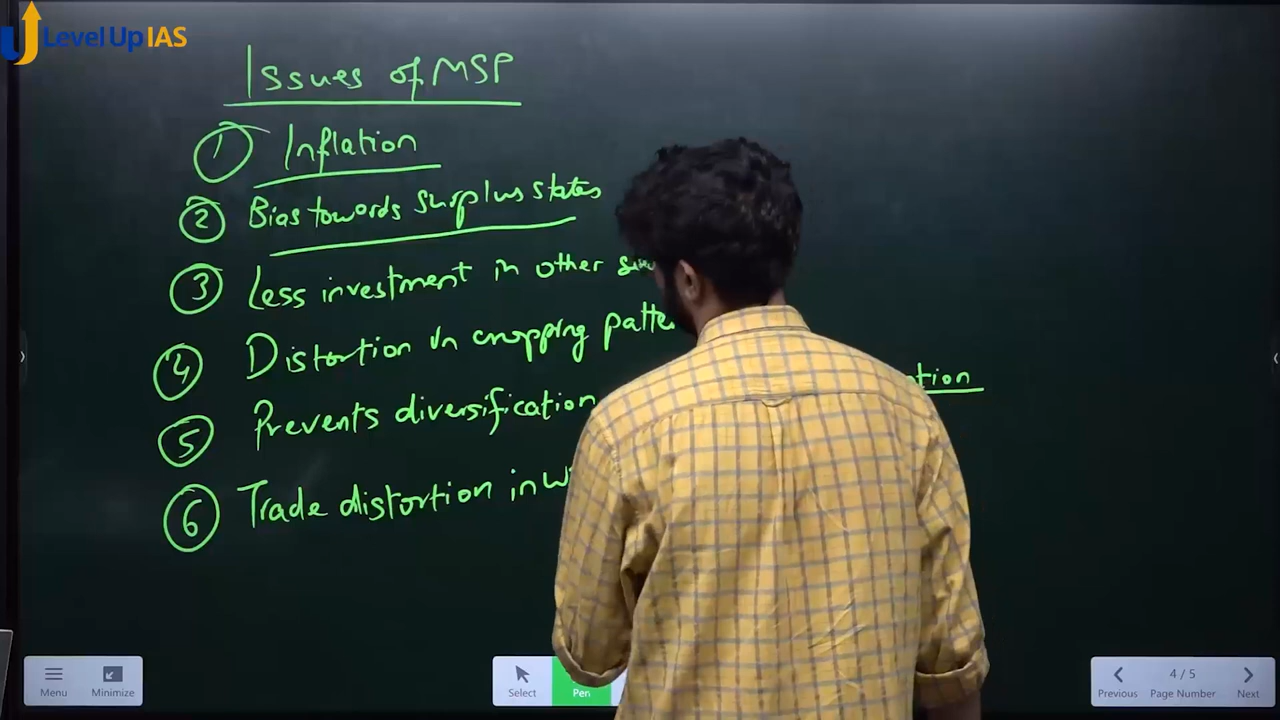 Level Up IAS
Issues of MSP
1 Inflation
2 Bias towards surplus states
3 Less investment in other
4 Distortion in cropping
5 Prevents diversification
6 Trade distortion in
Menu
Minimize
Select
Pen
Previous
4 / 5
Page Number
Next